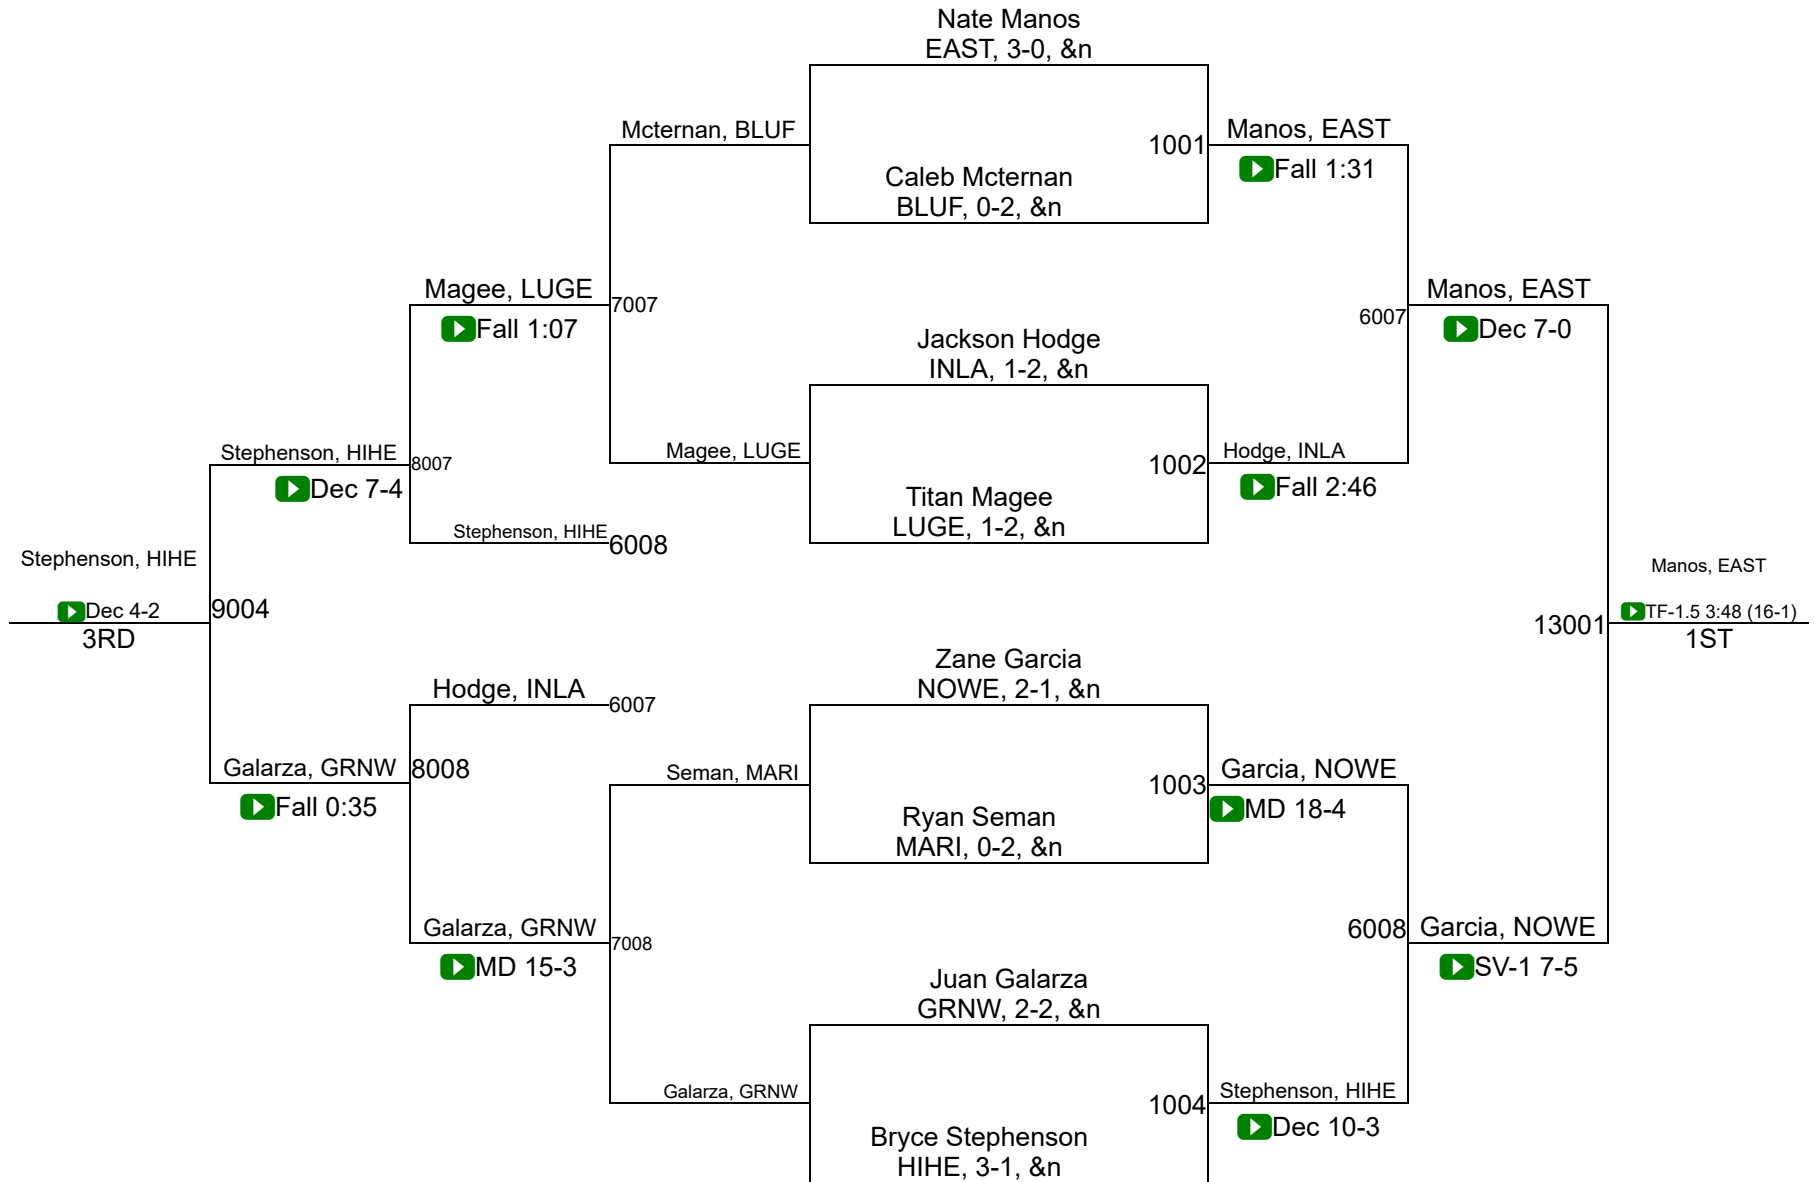 Nate Manos
EAST, 3-0, &n
Mcternan, BLUF
1001
Manos, EAST
Fall 1:31
Caleb Mcternan
BLUF, 0-2, &n
Magee, LUGE
Fall 1:07
7007
Manos, EAST
6007
Dec 7-0
Jackson Hodge
INLA, 1-2, &n
Stephenson, HIHE
8007
Dec 7-4
Magee, LUGE
1002
Hodge, INLA
Fall 2:46
Titan Magee
LUGE, 1-2, &n
Stephenson, HIHE
6008
Stephenson, HIHE
Dec 4-2
9004
3RD
Manos, EAST
13001
TF-1.5 3:48 (16-1)
1ST
Zane Garcia
NOWE, 2-1, &n
Hodge, INLA
6007
Galarza, GRNW
8008
Fall 0:35
Seman, MARI
1003
Garcia, NOWE
MD 18-4
Ryan Seman
MARI, 0-2, &n
Galarza, GRNW
7008
MD 15-3
6008
Garcia, NOWE
SV-1 7-5
Juan Galarza
GRNW, 2-2, &n
Galarza, GRNW
1004
Stephenson, HIHE
Dec 10-3
Bryce Stephenson
HIHE, 3-1, &n